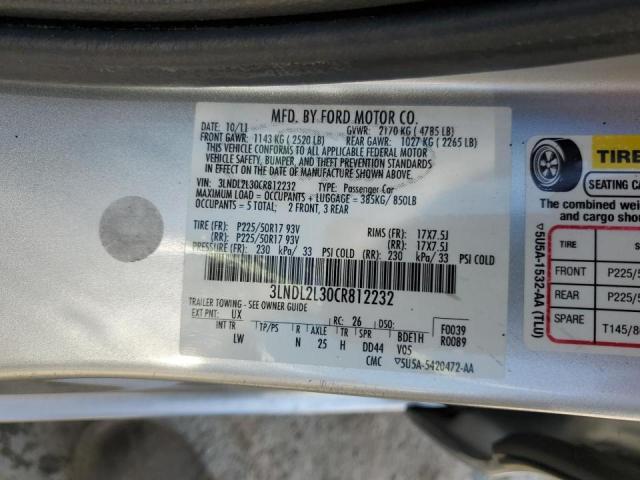 MFD. BY FORD MOTOR CO.
DATE: 10/11 GVWR: 2170 KG ( 4785 LB)
FRONT GAWR: 1143 KG ( 2520 LB) REAR GAWR: 1027 KG ( 2265 LB)
THIS VEHICLE CONFORMS TO ALL APPLICABLE FEDERAL MOTOR
VEHICLE SAFETY, BUMPER, AND THEFT PREVENTION STANDARDS
IN EFFECT ON THE DATE OF MANUFACTURE SHOWN ABOVE.
VIN: 3LNDL2L30CR812232 TYPE: Passenger Car
MAXIMUM LOAD = OCCUPANTS + LUGGAGE = 385KG/ 850LB
OCCUPANTS = 5 TOTAL; 2 FRONT, 3 REAR
TIRE (FR) P225/50R17 93V RIMS (FR) 17X7.5J
(RR) P225/50R17 93V (RR) 17X7.5J
PRESSURE (FR) 230 kPa/ 33 PSI COLD (RR) 230 kPa/ 33 PSI COLD
3LNDL2L30CR812232
TRAILER TOWING - SEE OWNER GUIDE
EXT PNT: UX RC: 26 DSO: F0039
INT TR TP/PS R AXLE TR SPR BDE1H R0089
LW N 25 H DD44 V05
CMC ▽5U5A-5420472-AA
▽5U5A-1532-AA (TLU)
TIRE
SEATING
The combined
and cargo
TIRE
FRONT P225/5
REAR P225/5
SPARE T145/8